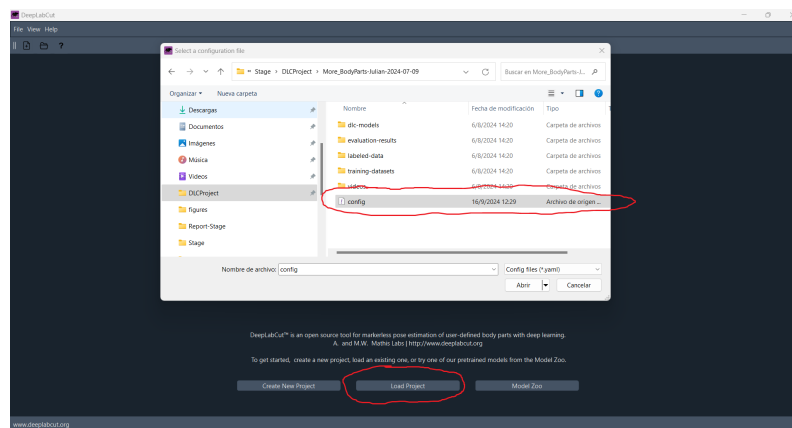 DeepLabCut
File View Help
Select a configuration file
Stage > DLCProject > More_BodyParts-Julian-2024-07-09
Buscar en More_BodyParts-J...
Organizar Nueva carpeta
Descargas
Documentos
Imágenes
Música
Videos
DLCProject
figures
Report-Stage
Stage
Nombre Fecha de modificación Tipo
dlc-models 6/8/2024 14:20 Carpeta de archivos
evaluation-results 6/8/2024 14:20 Carpeta de archivos
labeled-data 6/8/2024 14:20 Carpeta de archivos
training-datasets 6/8/2024 14:20 Carpeta de archivos
videos 6/8/2024 14:20 Carpeta de archivos
config 16/9/2024 12:29 Archivo de origen ...
Nombre de archivo: config Config files (*.yaml)
Abrir Cancelar
DeepLabCut™ is an open source tool for markerless pose estimation of user-defined body parts with deep learning.
A. and M.W. Mathis Labs | http://www.deeplabcut.org
To get started, create a new project, load an existing one, or try one of our pretrained models from the Model Zoo.
Create New Project Load Project Model Zoo
www.deeplabcut.org